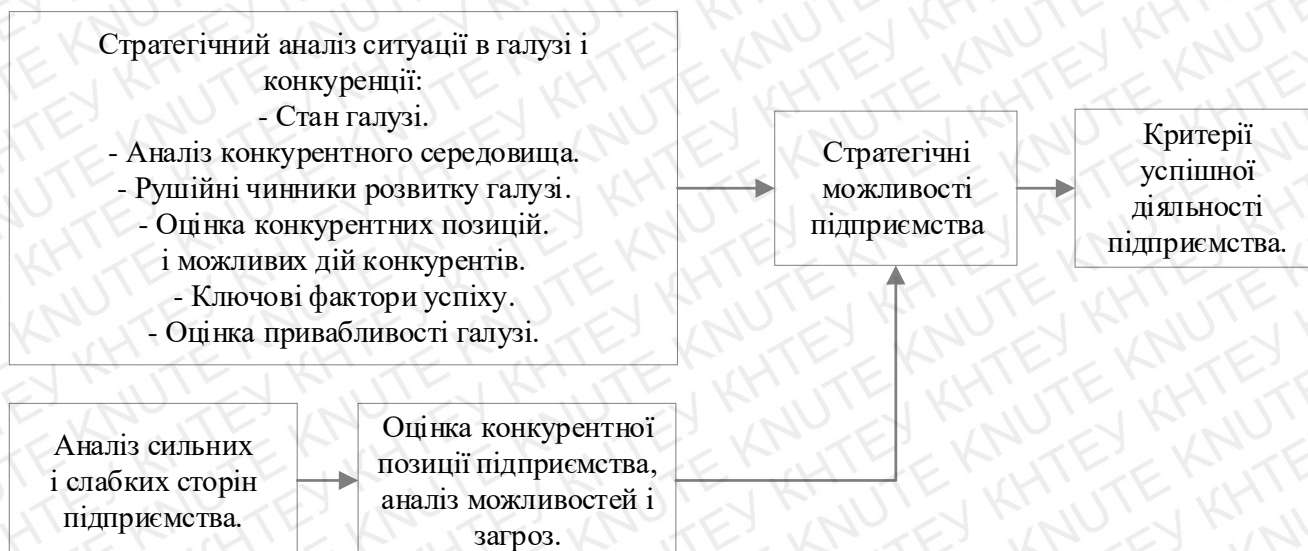 Стратегічний аналіз ситуації в галузі і
конкуренції:
- Стан галузі.
- Аналіз конкурентного середовища.
- Рушійні чинники розвитку галузі.
- Оцінка конкурентних позицій.
і можливих дій конкурентів.
- Ключові фактори успіху.
- Оцінка привабливості галузі.
Стратегічні
можливості
підприємства
Критерії
успішної
діяльності
підприємства.
Аналіз сильних
і слабких сторін
підприємства.
Оцінка конкурентної
позиції підприємства,
аналіз можливостей і
загроз.